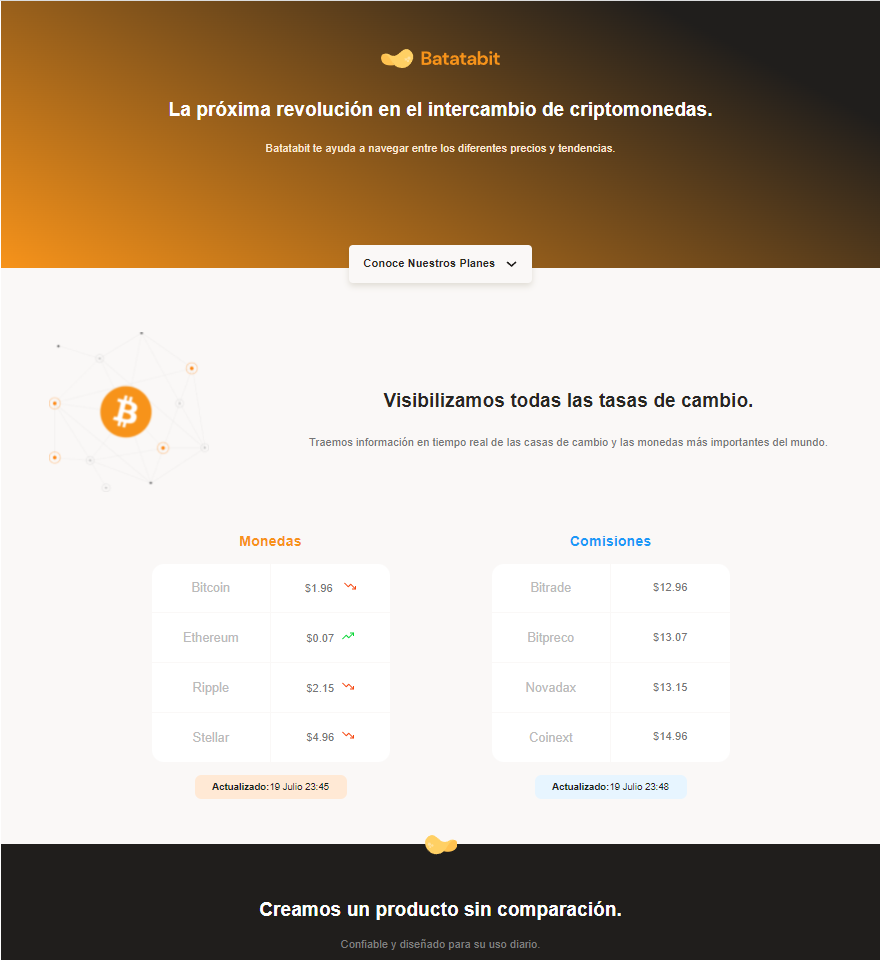 Batatabit
La próxima revolución en el intercambio de criptomonedas.
Batatabit te ayuda a navegar entre los diferentes precios y tendencias.
Conoce Nuestros Planes
Visibilizamos todas las tasas de cambio.
Traemos información en tiempo real de las casas de cambio y las monedas más importantes del mundo.
Monedas
Bitcoin $1.96
Ethereum $0.07
Ripple $2.15
Stellar $4.96
Actualizado: 19 Julio 23:45
Comisiones
Bitrade $12.96
Bitpreco $13.07
Novadax $13.15
Coinext $14.96
Actualizado: 19 Julio 23:48
Creamos un producto sin comparación.
Confiable y diseñado para su uso diario.